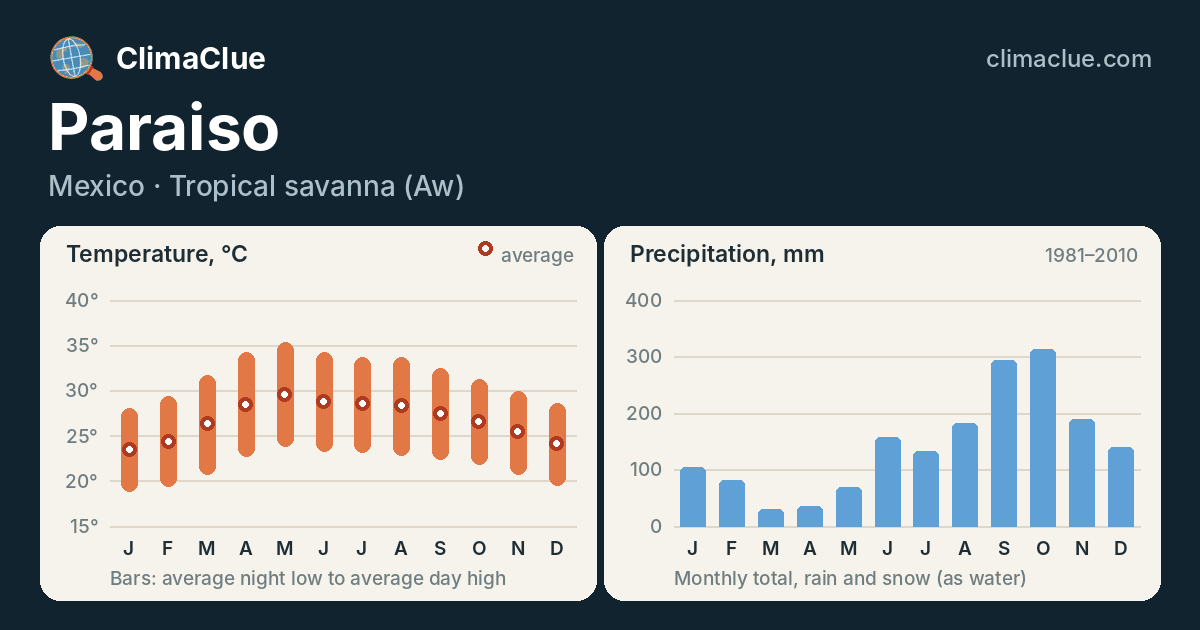 ClimaClue
climaclue.com
Paraiso
Mexico · Tropical savanna (Aw)
Temperature, °C
average
40°
35°
30°
25°
20°
15°
J F M A M J J A S O N D
Bars: average night low to average day high
Precipitation, mm
1981–2010
400
300
200
100
0
J F M A M J J A S O N D
Monthly total, rain and snow (as water)